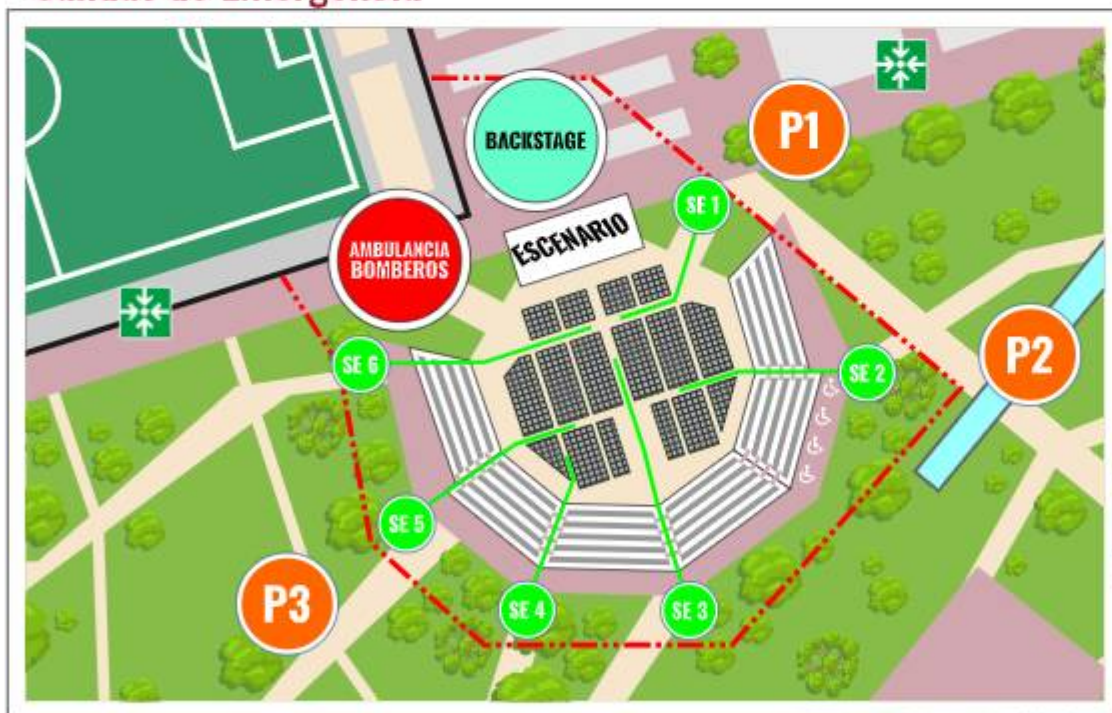 BACKSTAGE
P1
SE 1
ESCENARIO
AMBULANCIA
BOMBEROS
P2
SE 6
SE 2
SE 5
P3
SE 4
SE 3